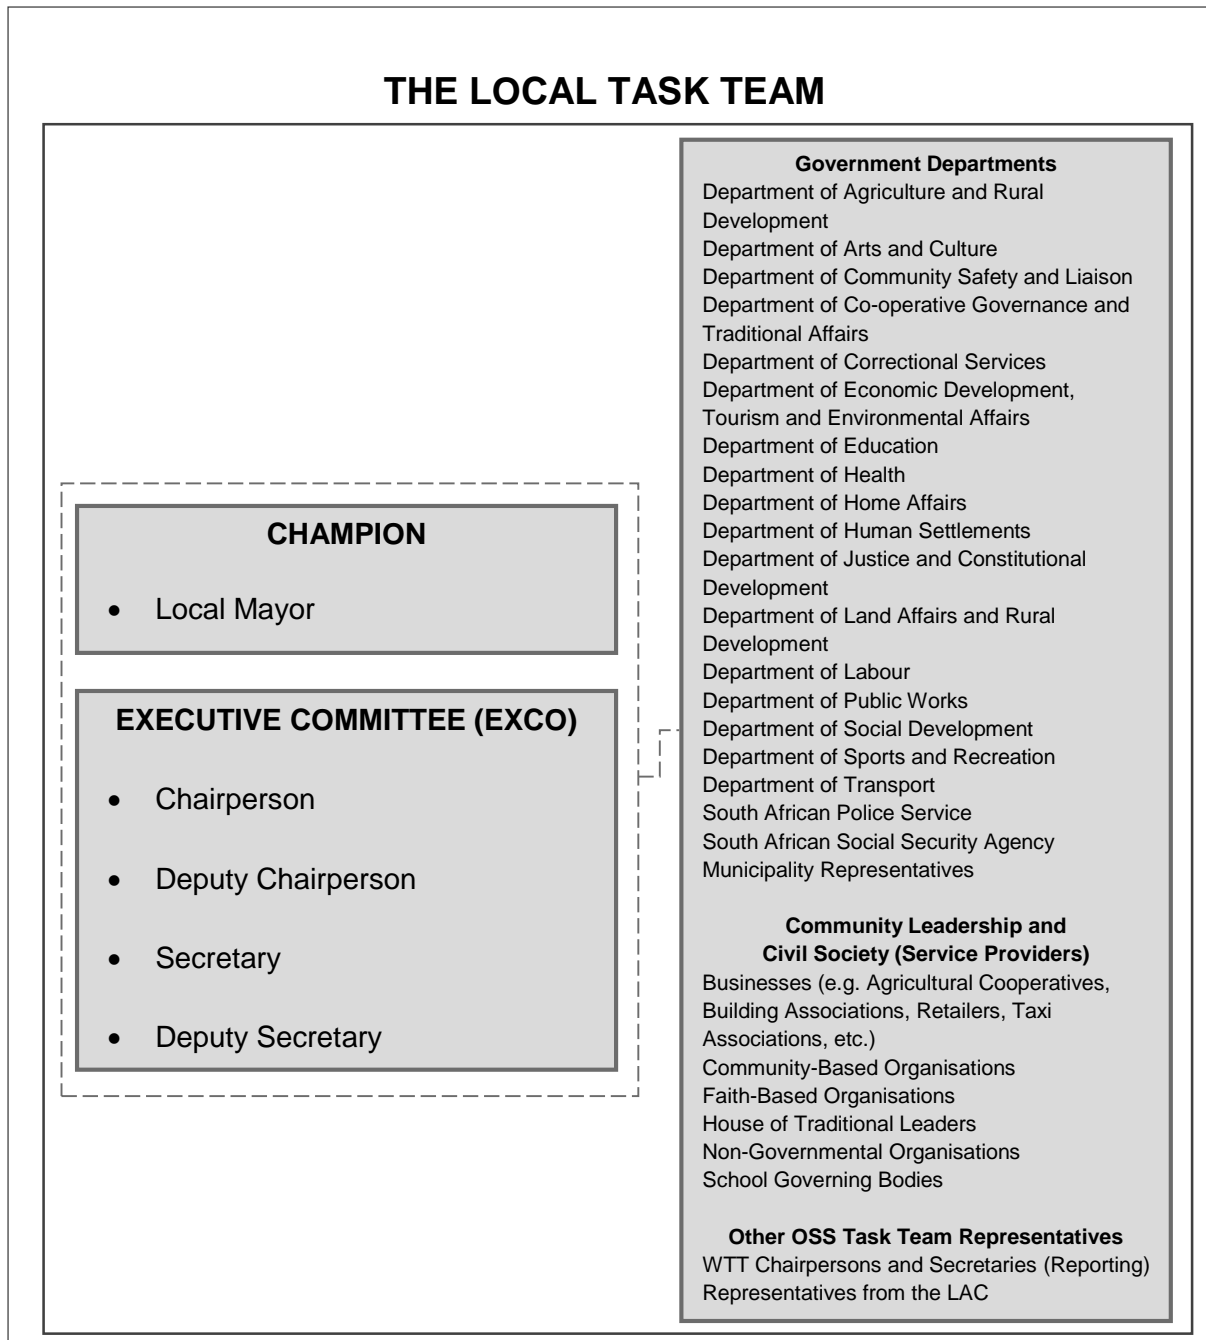 THE LOCAL TASK TEAM
CHAMPION
• Local Mayor
EXECUTIVE COMMITTEE (EXCO)
• Chairperson
• Deputy Chairperson
• Secretary
• Deputy Secretary
Government Departments
Department of Agriculture and Rural
Development
Department of Arts and Culture
Department of Community Safety and Liaison
Department of Co-operative Governance and
Traditional Affairs
Department of Correctional Services
Department of Economic Development,
Tourism and Environmental Affairs
Department of Education
Department of Health
Department of Home Affairs
Department of Human Settlements
Department of Justice and Constitutional
Development
Department of Land Affairs and Rural
Development
Department of Labour
Department of Public Works
Department of Social Development
Department of Sports and Recreation
Department of Transport
South African Police Service
South African Social Security Agency
Municipality Representatives
Community Leadership and
Civil Society (Service Providers)
Businesses (e.g. Agricultural Cooperatives,
Building Associations, Retailers, Taxi
Associations, etc.)
Community-Based Organisations
Faith-Based Organisations
House of Traditional Leaders
Non-Governmental Organisations
School Governing Bodies
Other OSS Task Team Representatives
WTT Chairpersons and Secretaries (Reporting)
Representatives from the LAC